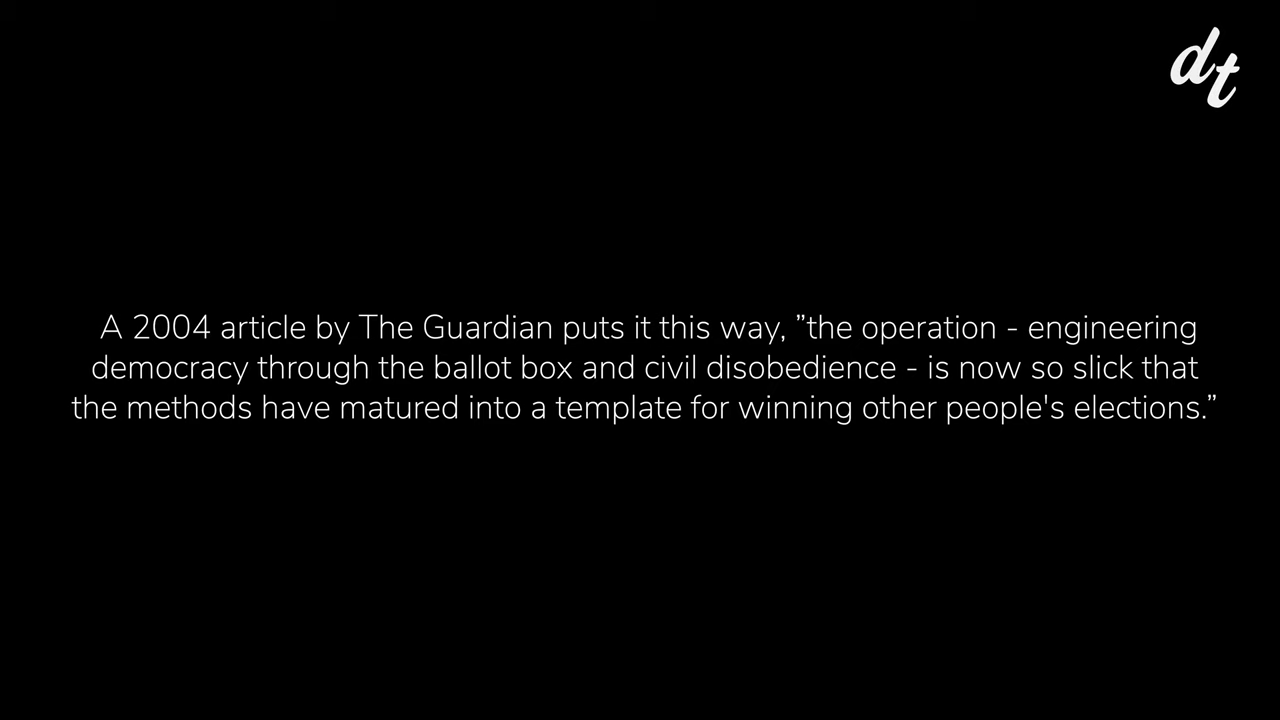 dt
A 2004 article by The Guardian puts it this way, ”the operation - engineering
democracy through the ballot box and civil disobedience - is now so slick that
the methods have matured into a template for winning other people's elections.”